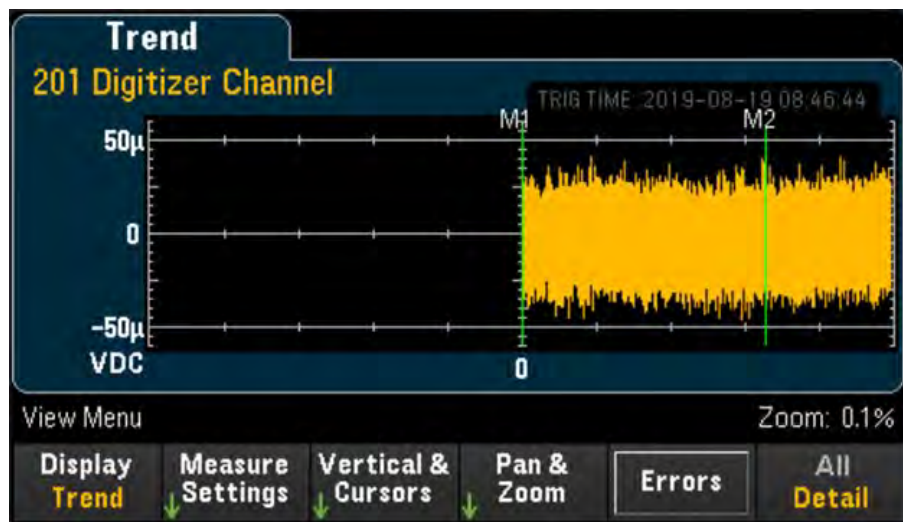 Trend
201 Digitizer Channel
TRIG TIME 2019-08-19 08:46:44
M1
M2
50µ
0
-50µ
VDC
0
View Menu
Zoom: 0.1%
Display
Trend
Measure
Settings
Vertical &
Cursors
Pan &
Zoom
Errors
All
Detail